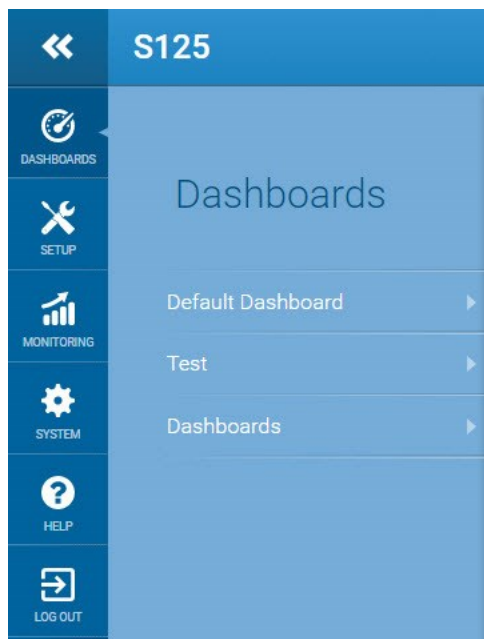 S125
DASHBOARDS
SETUP
MONITORING
SYSTEM
HELP
LOG OUT
Dashboards
Default Dashboard
Test
Dashboards